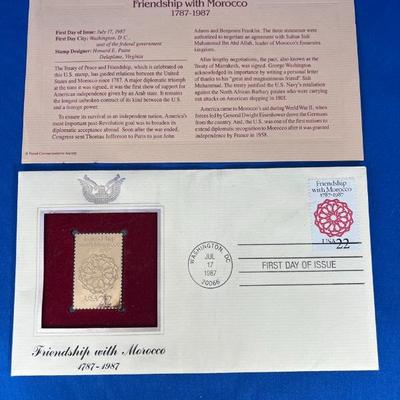 Friendship with Morocco
1787-1987
First Day of Issue: July 17, 1987
First Day City: Washington, D.C.,
seat of the federal government
Stamp Designer: Howard E. Paine
Delaplane, Virginia
The Treaty of Peace and Friendship, which is celebrated on
this U.S. stamp, has guided relations between the United
States and Morocco since 1787. A major diplomatic triumph
at the time it was signed, it was the first show of support for
American independence given by an Arab state. It remains
the longest unbroken contract of its kind between the U.S.
and a foreign power.
To ensure its survival as an independent nation, America's
most important post-Revolution goal was to broaden its
diplomatic acceptance abroad. Soon after the war ended,
Congress sent Thomas Jefferson to Paris to join John
Adams and Benjamin Franklin. The three statesmen were
authorized to negotiate an agreement with Sultan Sidi
Muhammad Ibn Abd Allah, leader of Morocco's
kingdom.
After lengthy negotiations, the pact, also known as the
Treaty of Marrakesh, was signed. George Washington
acknowledged its importance by writing a personal letter
of thanks to his "great and magnanimous friend," Sidi
Muhammad. The treaty justified the U.S. Navy's retaliation
against the North African Barbary pirates who were carrying
out attacks on American shipping in 1801.
America came to Morocco's aid during World War II, when
forces led by General Dwight Eisenhower drove the Germans
from the country. The U.S. was one of the first nations to
extend diplomatic recognition to Morocco after it was granted
independence by France in 1956.
© Postal Commemorative Society
Friendship
with Morocco
1787-1987
USA 22
WASHINGTON, DC
JUL
17
1987
20066
FIRST DAY OF ISSUE
USA 22
Friendship with Morocco
1787-1987